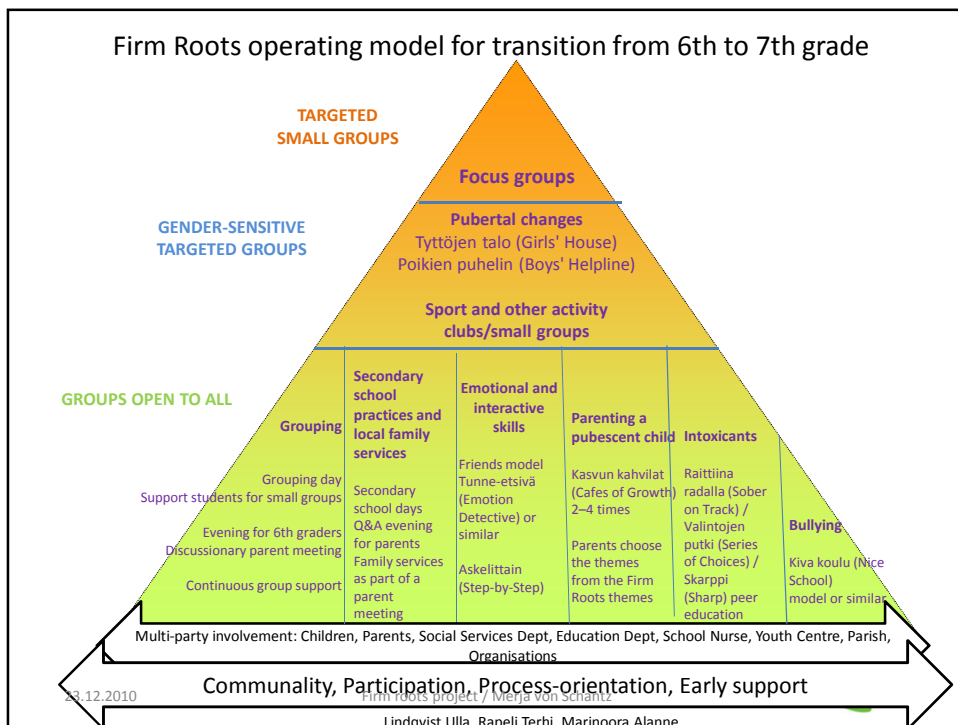 Firm Roots operating model for transition from 6th to 7th grade
TARGETED
SMALL GROUPS
Focus groups
GENDER-SENSITIVE
TARGETED GROUPS
Pubertal changes
Tyttöjen talo (Girls' House)
Poikien puhelin (Boys' Helpline)
Sport and other activity
clubs/small groups
GROUPS OPEN TO ALL
Grouping
Grouping day
Support students for small groups
Evening for 6th graders
Discussionary parent meeting
Continuous group support
Secondary
school
practices and
local family
services
Secondary
school days
Q&A evening
for parents
Family services
as part of a
parent
meeting
Emotional and
interactive
skills
Friends model
Tunne-etsivä
(Emotion
Detective) or
similar
Askelittain
(Step-by-Step)
Parenting a
pubescent child
Kasvun kahvilat
(Cafes of Growth)
2–4 times
Parents choose
the themes
from the Firm
Roots themes
Intoxicants
Raittiina
radalla (Sober
on Track) /
Valintojen
putki (Series
of Choices) /
Skarppi
(Sharp) peer
education
Bullying
Kiva koulu (Nice
School)
model or similar
Multi-party involvement: Children, Parents, Social Services Dept, Education Dept, School Nurse, Youth Centre, Parish,
Organisations
Communality, Participation, Process-orientation, Early support
23.12.2010
Firm roots project / Merja von Schantz
Lindqvist Ulla, Rapeli Terhi, Marjnoora Alanne